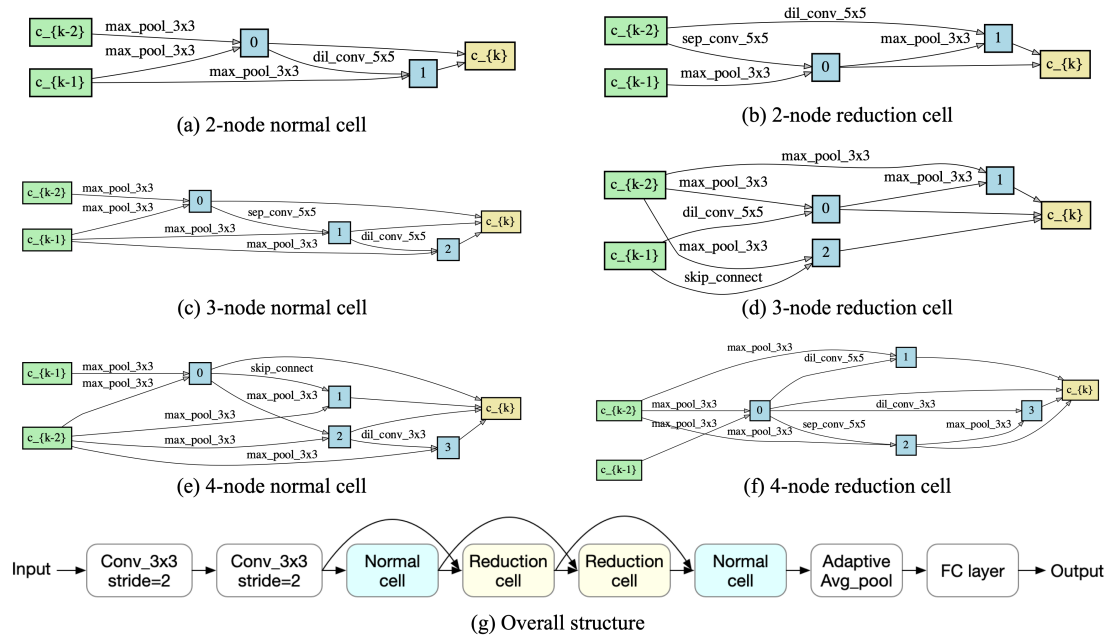 c_{k-2}
max_pool_3x3
max_pool_3x3
0
dil_conv_5x5
c_{k}
c_{k-1}
max_pool_3x3
1
(a) 2-node normal cell
dil_conv_5x5
c_{k-2}
sep_conv_5x5
max_pool_3x3
1
c_{k-1}
max_pool_3x3
0
c_{k}
(b) 2-node reduction cell
c_{k-2}
max_pool_3x3
0
max_pool_3x3
sep_conv_5x5
c_{k-1}
max_pool_3x3
1
dil_conv_5x5
c_{k}
max_pool_3x3
2
(c) 3-node normal cell
max_pool_3x3
c_{k-2}
max_pool_3x3
max_pool_3x3
1
dil_conv_5x5
0
c_{k}
c_{k-1}
max_pool_3x3
2
skip_connect
(d) 3-node reduction cell
c_{k-1}
max_pool_3x3
0
skip_connect
max_pool_3x3
max_pool_3x3
1
c_{k}
max_pool_3x3
c_{k-2}
max_pool_3x3
2
dil_conv_3x3
3
max_pool_3x3
(e) 4-node normal cell
max_pool_3x3
dil_conv_5x5
1
c_{k}
c_{k-2}
max_pool_3x3
0
dil_conv_3x3
3
max_pool_3x3
max_pool_3x3
sep_conv_5x5
max_pool_3x3
2
c_{k-1}
(f) 4-node reduction cell
Input
Conv_3x3
stride=2
Conv_3x3
stride=2
Normal
cell
Reduction
cell
Reduction
cell
Normal
cell
Adaptive
Avg_pool
FC layer
Output
(g) Overall structure